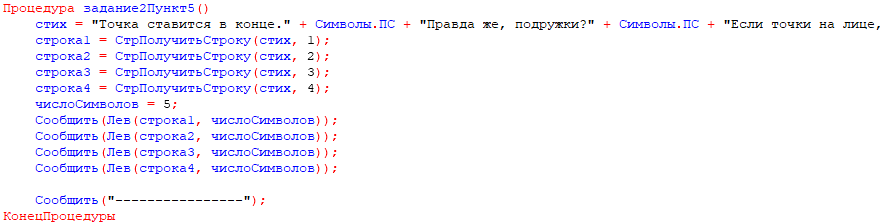 Процедура задание2Пункт5()
стих = "Точка ставится в конце." + Символы.ПС + "Правда же, подружки?" + Символы.ПС + "Если точки на лице,
строка1 = СтрПолучитьСтроку(стих, 1);
строка2 = СтрПолучитьСтроку(стих, 2);
строка3 = СтрПолучитьСтроку(стих, 3);
строка4 = СтрПолучитьСтроку(стих, 4);
числоСимволов = 5;
Сообщить(Лев(строка1, числоСимволов));
Сообщить(Лев(строка2, числоСимволов));
Сообщить(Лев(строка3, числоСимволов));
Сообщить(Лев(строка4, числоСимволов));
Сообщить("----------------");
КонецПроцедуры